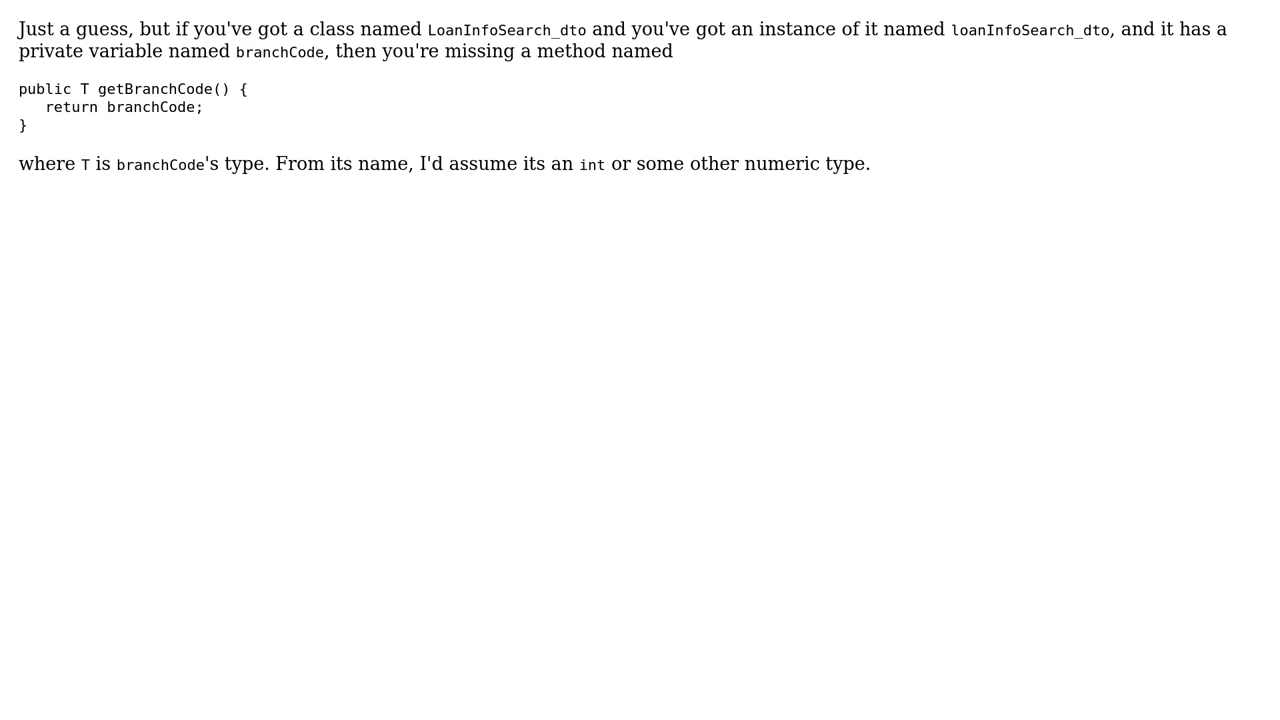 Just a guess, but if you've got a class named LoanInfoSearch_dto and you've got an instance of it named loanInfoSearch_dto, and it has a
private variable named branchCode, then you're missing a method named
public T getBranchCode() {
   return branchCode;
}
where T is branchCode's type. From its name, I'd assume its an int or some other numeric type.